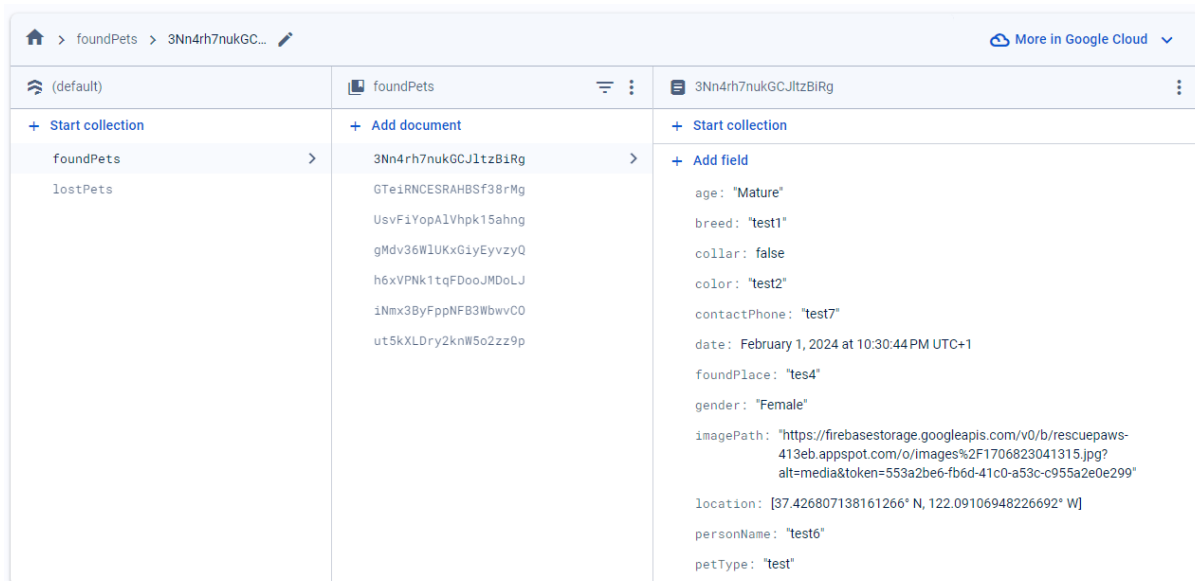 foundPets > 3Nn4rh7nukGC...
More in Google Cloud
(default)
foundPets
3Nn4rh7nukGCJltzBiRg
+ Start collection
+ Add document
+ Start collection
foundPets
lostPets
3Nn4rh7nukGCJltzBiRg
GTeiRNCESRAHBSf38rMg
UsvFiYopAlVhpk15ahng
gMdv36WlUKxGiyEyvzyQ
h6xVPNk1tqFDooJMDoLJ
iNmx3ByFppNFB3WbwvCO
ut5kXLDry2knW5o2zz9p
+ Add field
age: "Mature"
breed: "test1"
collar: false
color: "test2"
contactPhone: "test7"
date: February 1, 2024 at 10:30:44 PM UTC+1
foundPlace: "tes4"
gender: "Female"
imagePath: "https://firebasestorage.googleapis.com/v0/b/rescuepaws-
413eb.appspot.com/o/images%2F1706823041315.jpg?
alt=media&token=553a2be6-fb6d-41c0-a53c-c955a2e0e299"
location: [37.426807138161266° N, 122.09106948226692° W]
personName: "test6"
petType: "test"